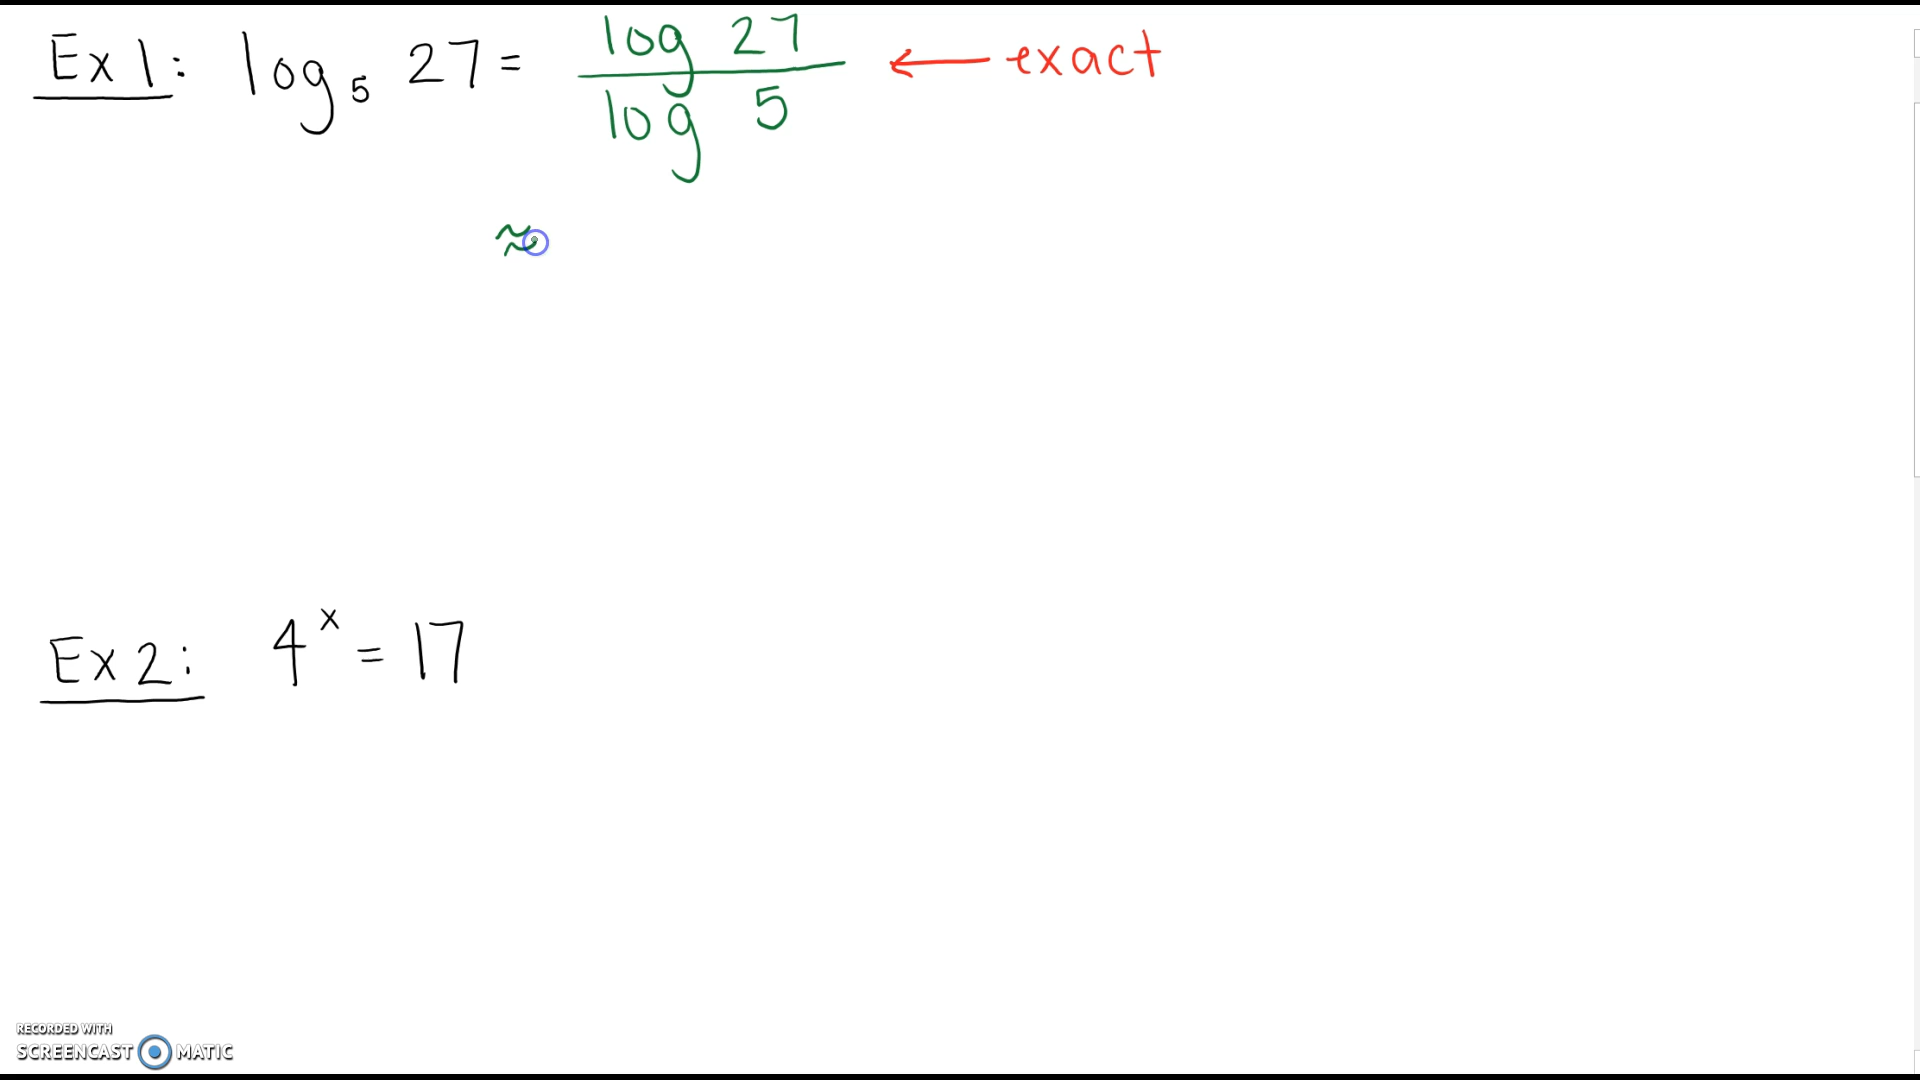 Ex 1: log₅ 27 = log 27 / log 5 ← exact
≈
Ex 2: 4ˣ = 17
RECORDED WITH
SCREENCAST MATIC